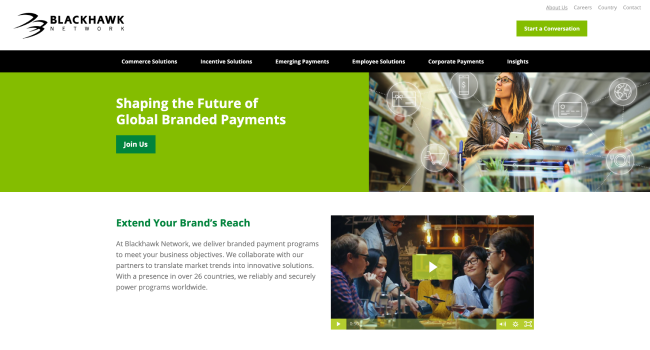 About Us Careers Country Contact
BLACKHAWK
NETWORK
Start a Conversation
Commerce Solutions Incentive Solutions Emerging Payments Employee Solutions Corporate Payments Insights
Shaping the Future of
Global Branded Payments
Join Us
Extend Your Brand's Reach
At Blackhawk Network, we deliver branded payment programs
to meet your business objectives. We collaborate with our
partners to translate market trends into innovative solutions.
With a presence in over 26 countries, we reliably and securely
power programs worldwide.